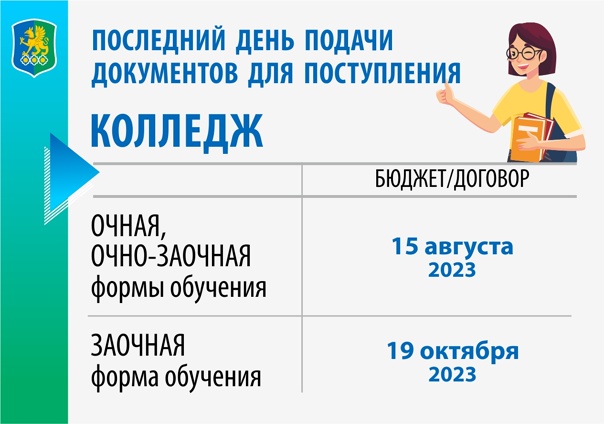 ПОСЛЕДНИЙ ДЕНЬ ПОДАЧИ
ДОКУМЕНТОВ ДЛЯ ПОСТУПЛЕНИЯ
КОЛЛЕДЖ
БЮДЖЕТ/ДОГОВОР
ОЧНАЯ,
ОЧНО-ЗАОЧНАЯ
формы обучения
15 августа
2023
ЗАОЧНАЯ
форма обучения
19 октября
2023